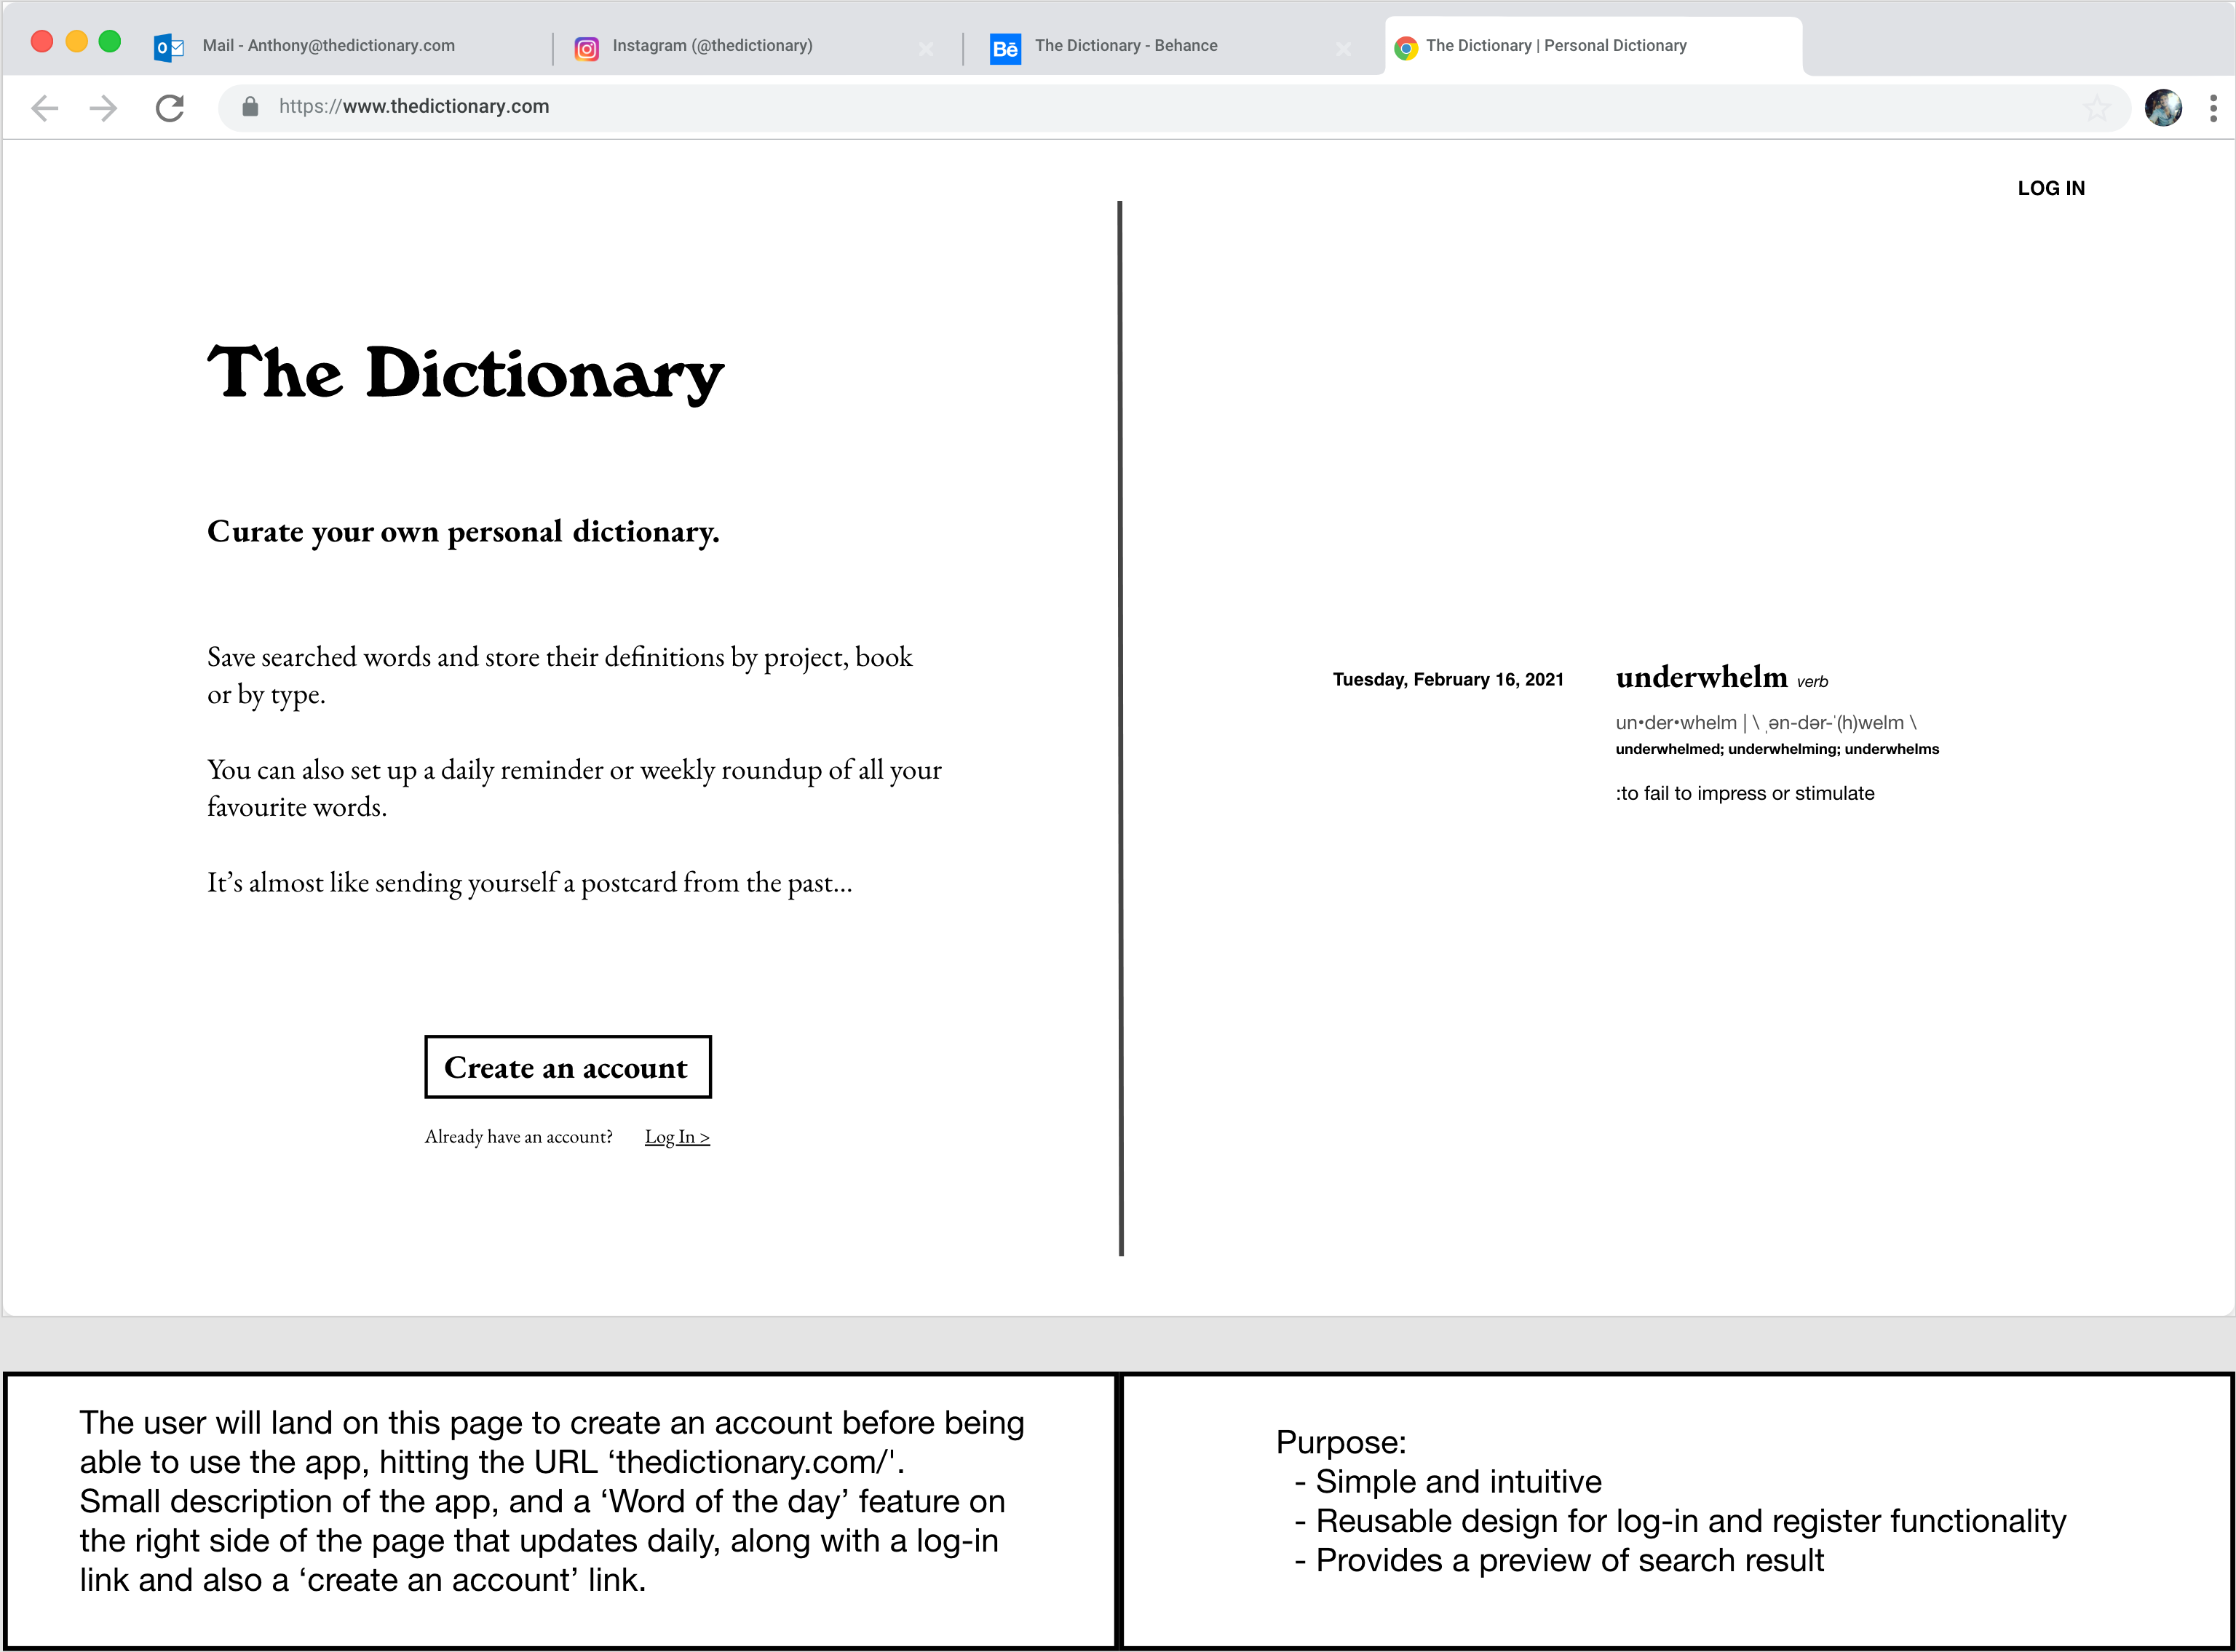 Mail - Anthony@thedictionary.com
Instagram (@thedictionary)
Bē
The Dictionary - Behance
The Dictionary | Personal Dictionary
https://www.thedictionary.com
LOG IN
The Dictionary
Curate your own personal dictionary.
Save searched words and store their definitions by project, book
or by type.
You can also set up a daily reminder or weekly roundup of all your
favourite words.
It’s almost like sending yourself a postcard from the past...
Create an account
Already have an account? Log In >
Tuesday, February 16, 2021
underwhelm verb
un•der•whelm | \ ˌən-dər-ˈ(h)welm \
underwhelmed; underwhelming; underwhelms
:to fail to impress or stimulate
The user will land on this page to create an account before being
able to use the app, hitting the URL ‘thedictionary.com/'.
Small description of the app, and a ‘Word of the day’ feature on
the right side of the page that updates daily, along with a log-in
link and also a ‘create an account’ link.
Purpose:
- Simple and intuitive
- Reusable design for log-in and register functionality
- Provides a preview of search result